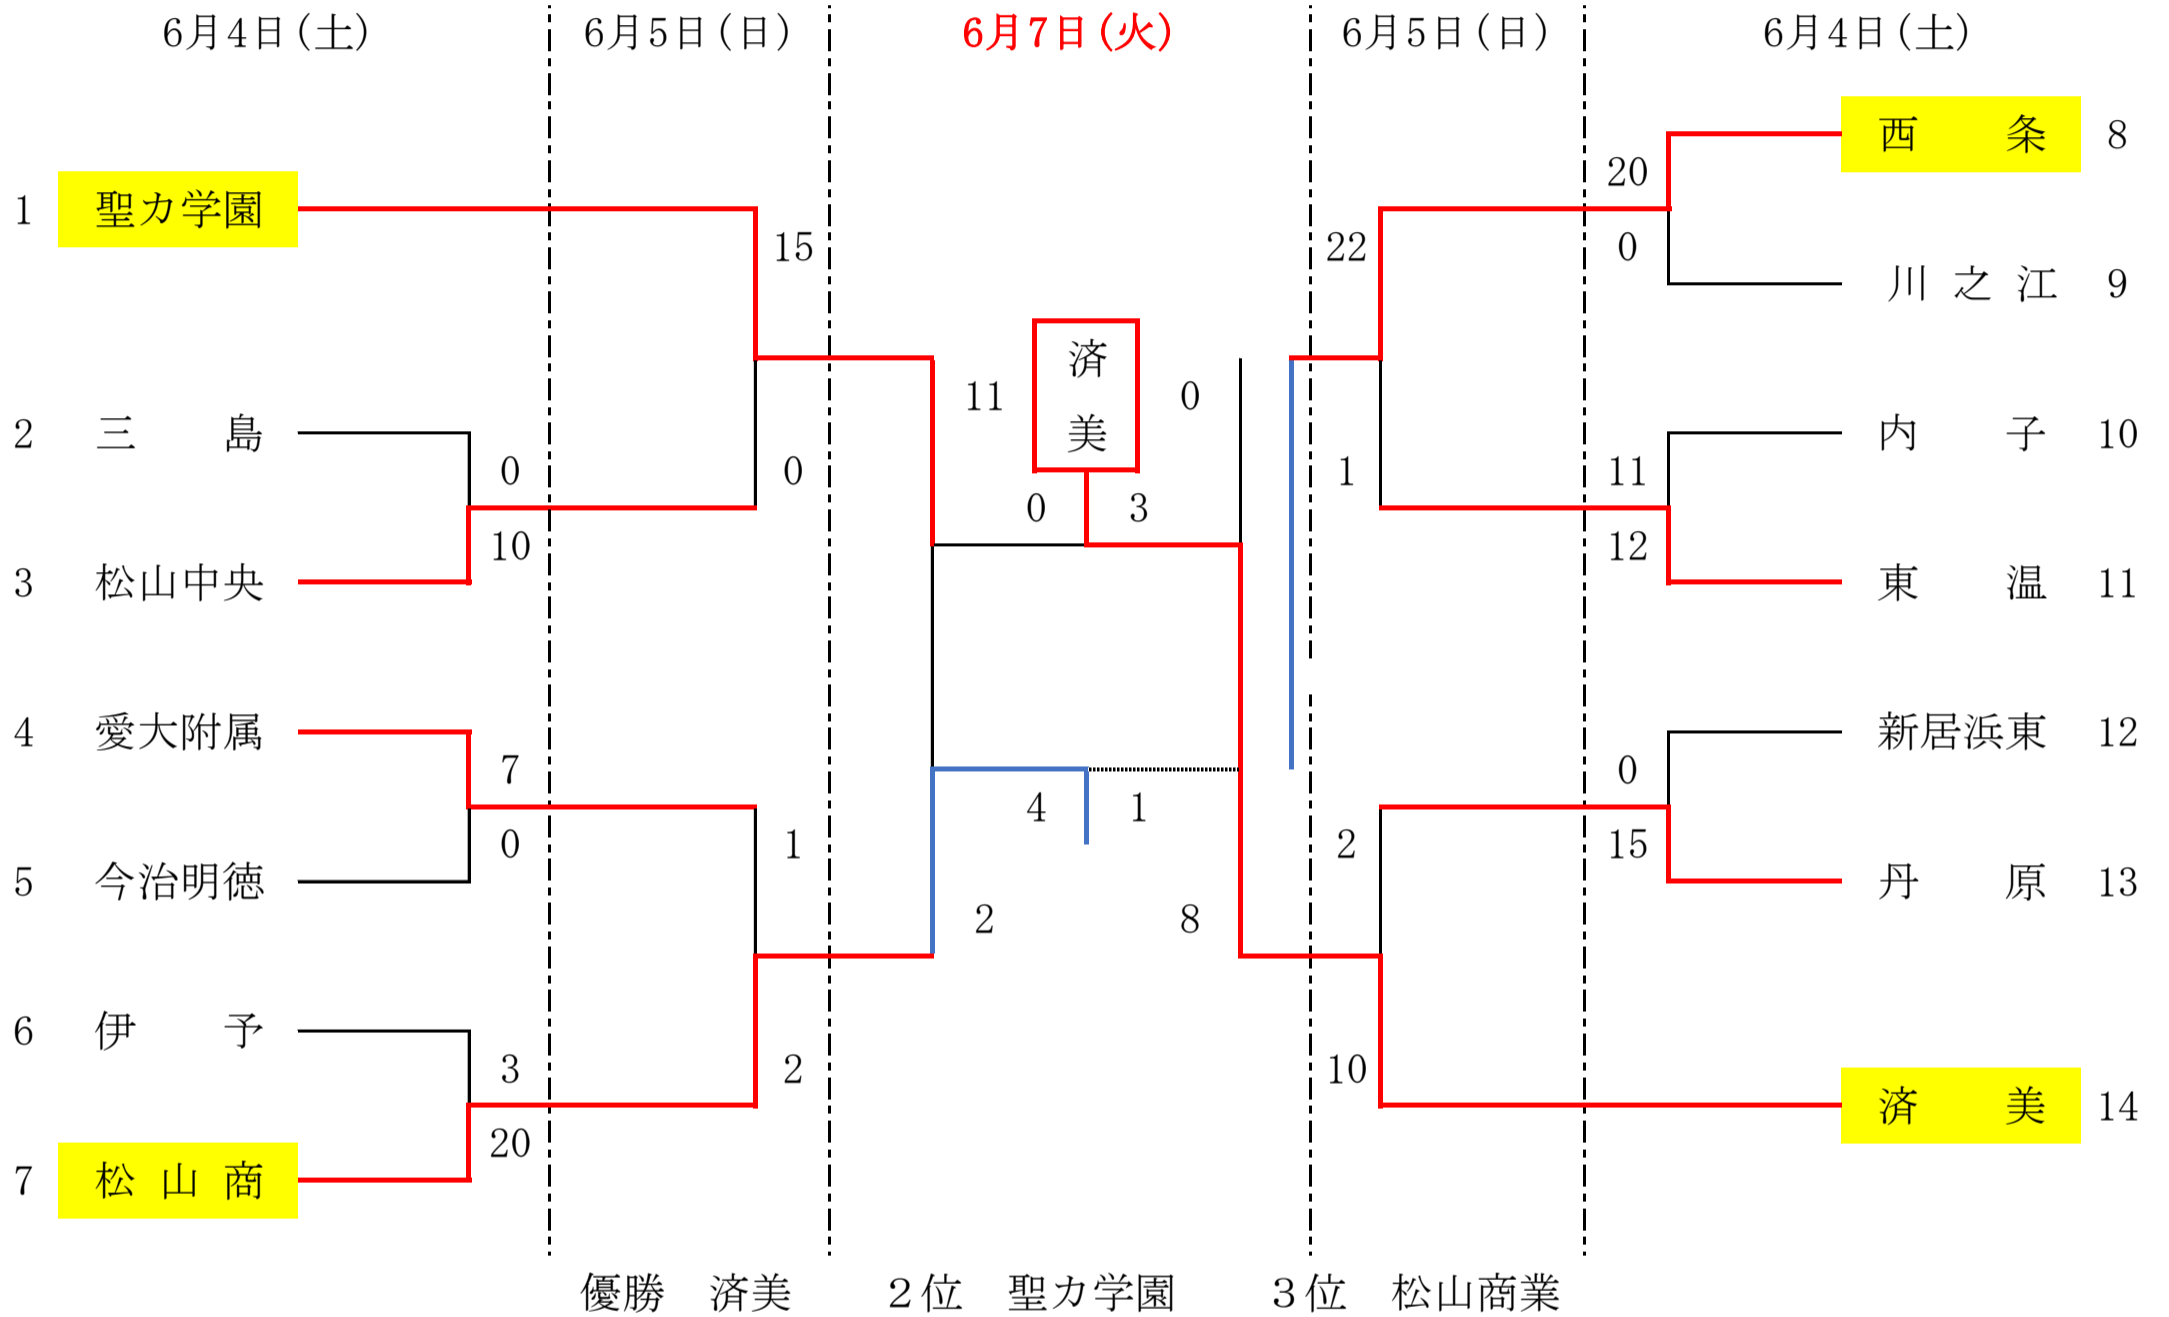 6月4日(土) 6月5日(日) 6月7日(火) 6月5日(日) 6月4日(土)
西条 8
20
1 聖カ学園
15 22 0
川之江 9
済
11 0
美
2 三島 内子 10
0 0 1 11
0 3
10 12
3 松山中央 東温 11
4 愛大附属 新居浜東 12
7 0
4 1
0 1 2 15
5 今治明徳 丹原 13
2 8
6 伊予
3 2 10
済美 14
20
7 松山商
優勝 済美 2位 聖カ学園 3位 松山商業